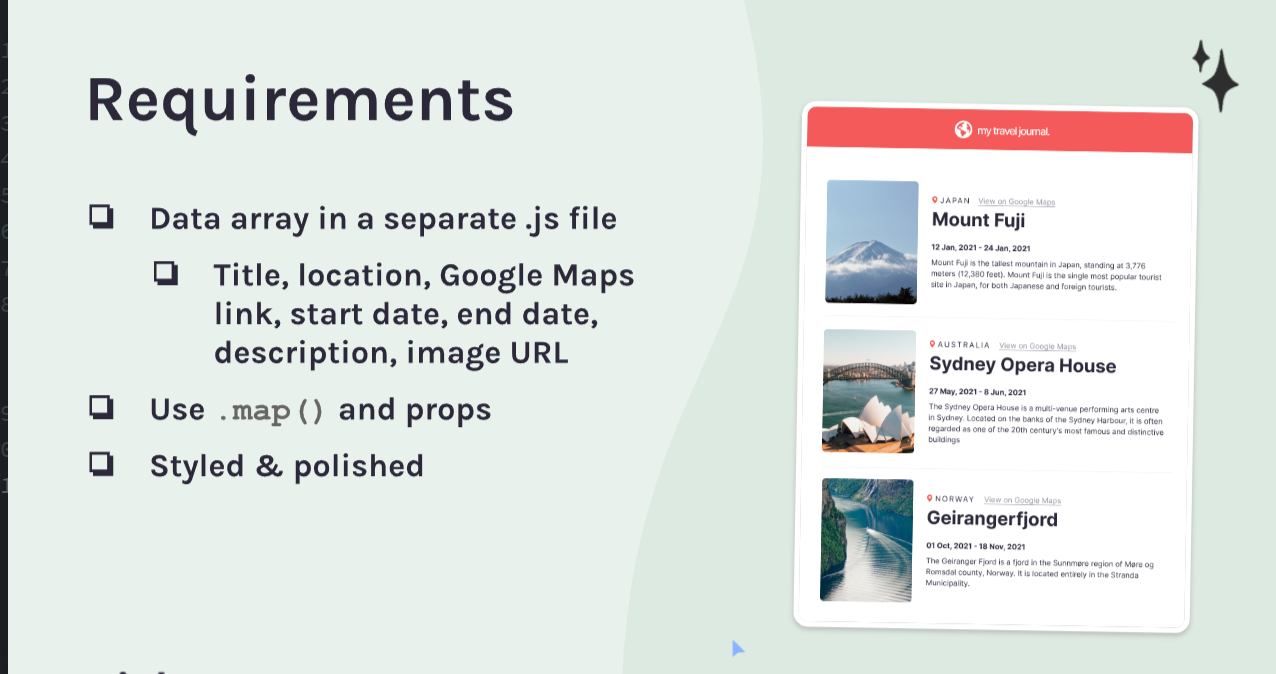 Requirements
Data array in a separate .js file
Title, location, Google Maps
link, start date, end date,
description, image URL
Use .map() and props
Styled & polished
my travel journal.
JAPAN View on Google Maps
Mount Fuji
12 Jan, 2021 - 24 Jan, 2021
Mount Fuji is the tallest mountain in Japan, standing at 3,776
meters (12,380 feet). Mount Fuji is the single most popular tourist
site in Japan, for both Japanese and foreign tourists.
AUSTRALIA View on Google Maps
Sydney Opera House
27 May, 2021 - 8 Jun, 2021
The Sydney Opera House is a multi-venue performing arts centre
in Sydney. Located on the banks of the Sydney Harbour, it is often
regarded as one of the 20th century's most famous and distinctive
buildings
NORWAY View on Google Maps
Geirangerfjord
01 Oct, 2021 - 18 Nov, 2021
The Geiranger Fjord is a fjord in the Sunnmøre region of Møre og
Romsdal county, Norway. It is located entirely in the Stranda
Municipality.